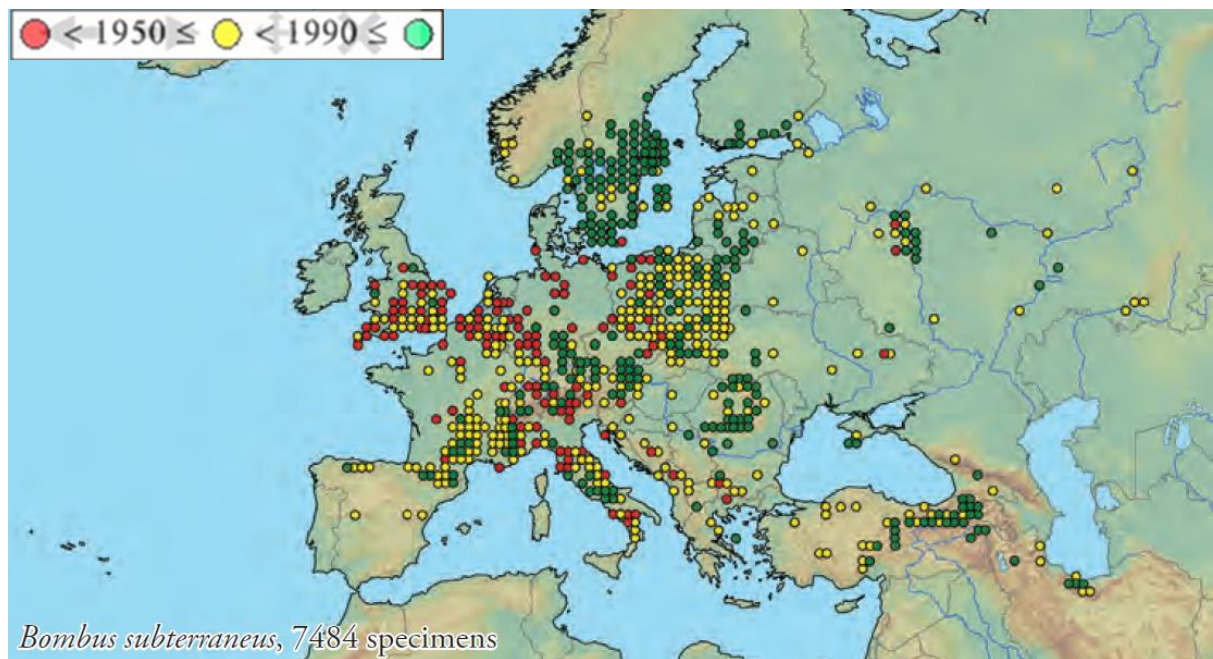 < 1950 ≤ < 1990 ≤
Bombus subterraneus, 7484 specimens